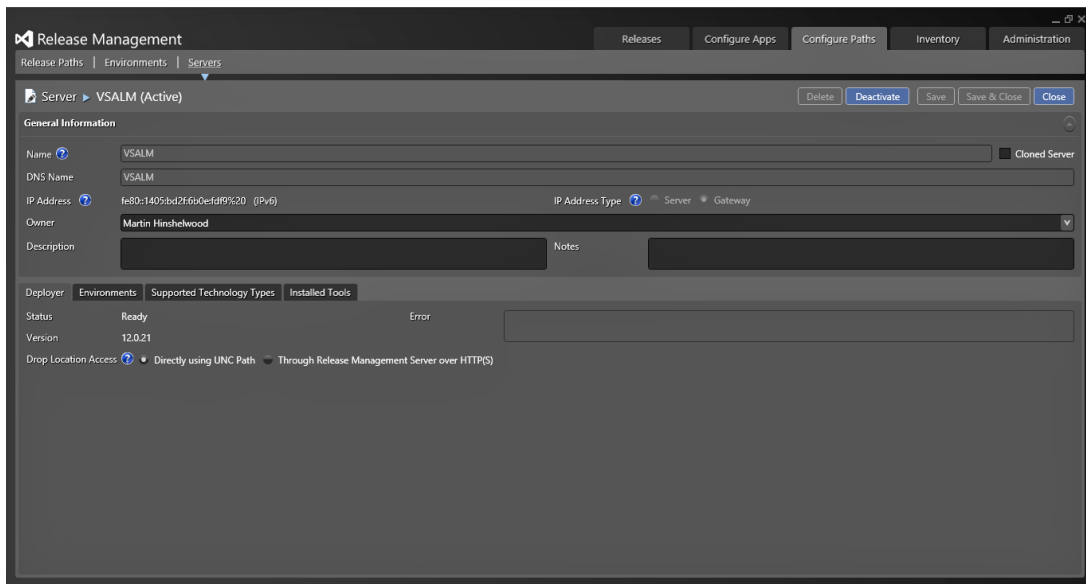 Release Management
Releases
Configure Apps
Configure Paths
Inventory
Administration
Release Paths | Environments | Servers
Server ▸ VSALM (Active)
Delete
Deactivate
Save
Save & Close
Close
General Information
Name ? VSALM
Cloned Server
DNS Name VSALM
IP Address ? fe80::1405:bd2f:6b0e:fdf9%20 (IPv6)
IP Address Type ? Server Gateway
Owner Martin Hinshelwood
Description
Notes
Deployer Environments Supported Technology Types Installed Tools
Status Ready
Error
Version 12.0.21
Drop Location Access ? Directly using UNC Path Through Release Management Server over HTTP(S)